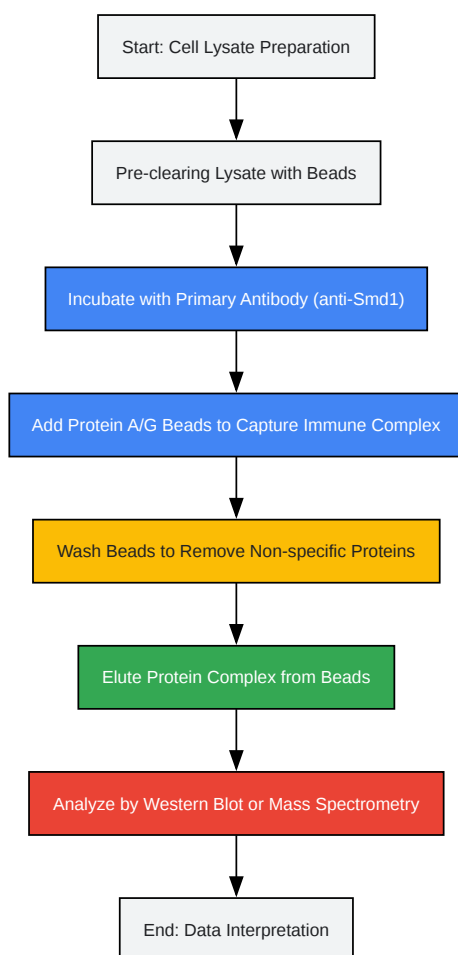 Start: Cell Lysate Preparation
Pre-clearing Lysate with Beads
Incubate with Primary Antibody (anti-Smd1)
Add Protein A/G Beads to Capture Immune Complex
Wash Beads to Remove Non-specific Proteins
Elute Protein Complex from Beads
Analyze by Western Blot or Mass Spectrometry
End: Data Interpretation